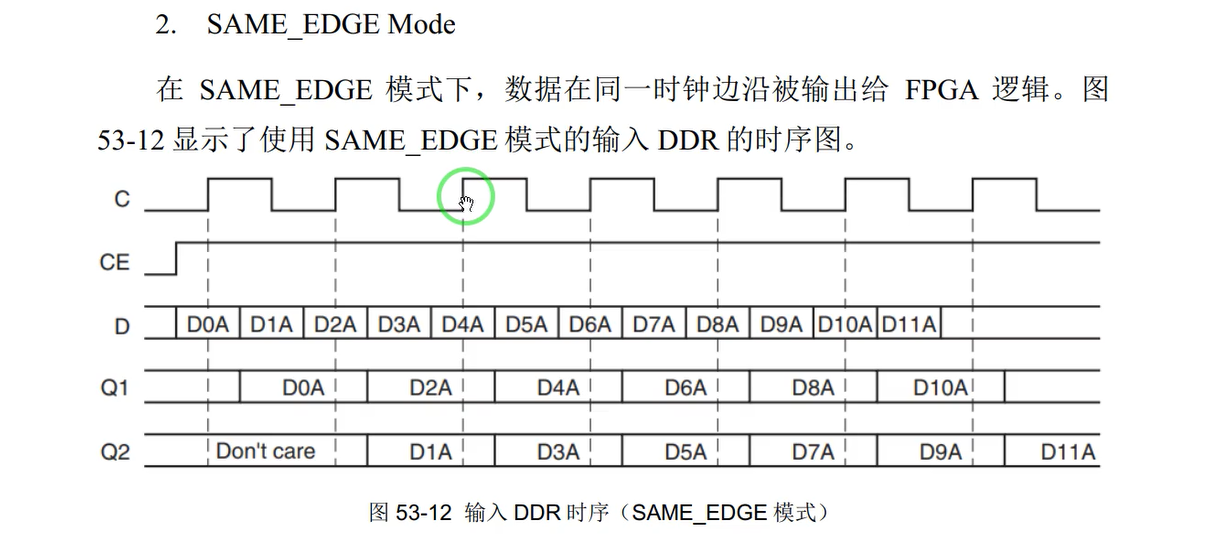 2. SAME_EDGE Mode
在 SAME_EDGE 模式下，数据在同一时钟边沿被输出给 FPGA 逻辑。图
53-12 显示了使用 SAME_EDGE 模式的输入 DDR 的时序图。
C
CE
D D0A D1A D2A D3A D4A D5A D6A D7A D8A D9A D10A D11A
Q1 D0A D2A D4A D6A D8A D10A
Q2 Don't care D1A D3A D5A D7A D9A D11A
图 53-12 输入 DDR 时序（SAME_EDGE 模式）